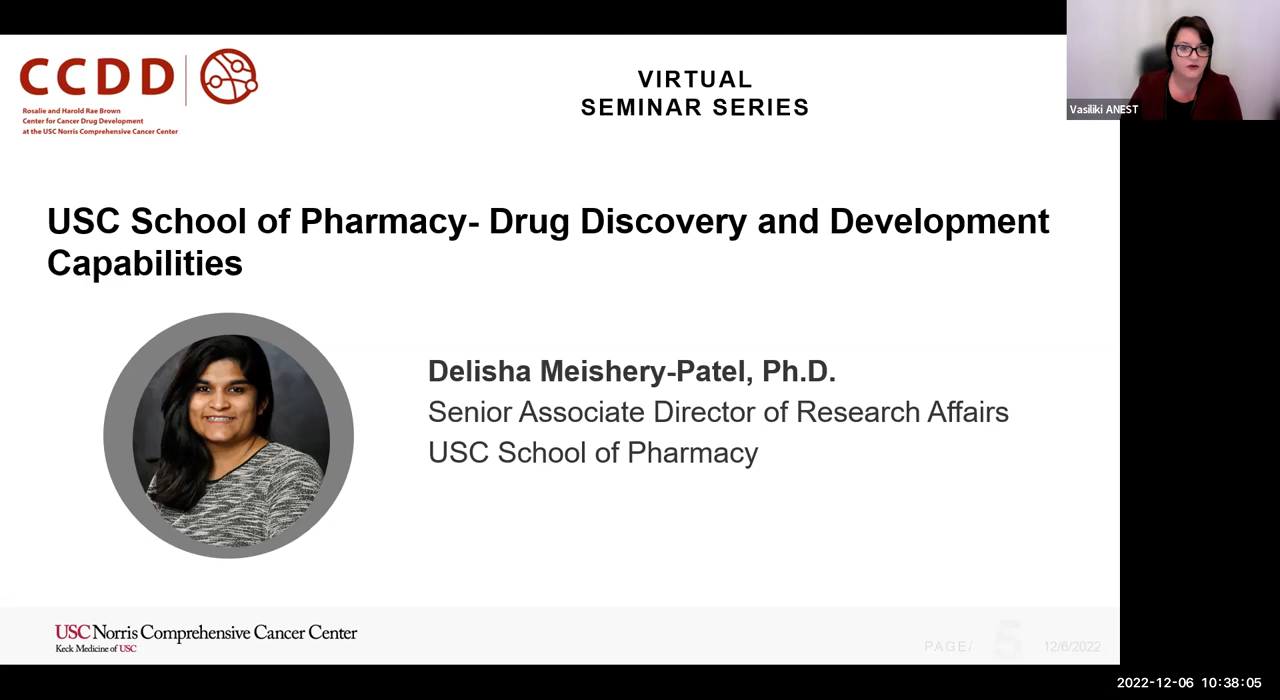 CCDD
Rosalie and Harold Rae Brown
Center for Cancer Drug Development
at the USC Norris Comprehensive Cancer Center
VIRTUAL
SEMINAR SERIES
Vasiliki ANEST
USC School of Pharmacy- Drug Discovery and Development
Capabilities
Delisha Meishery-Patel, Ph.D.
Senior Associate Director of Research Affairs
USC School of Pharmacy
USC Norris Comprehensive Cancer Center
Keck Medicine of USC
PAGE/ 5 12/6/2022
2022-12-06 10:38:05